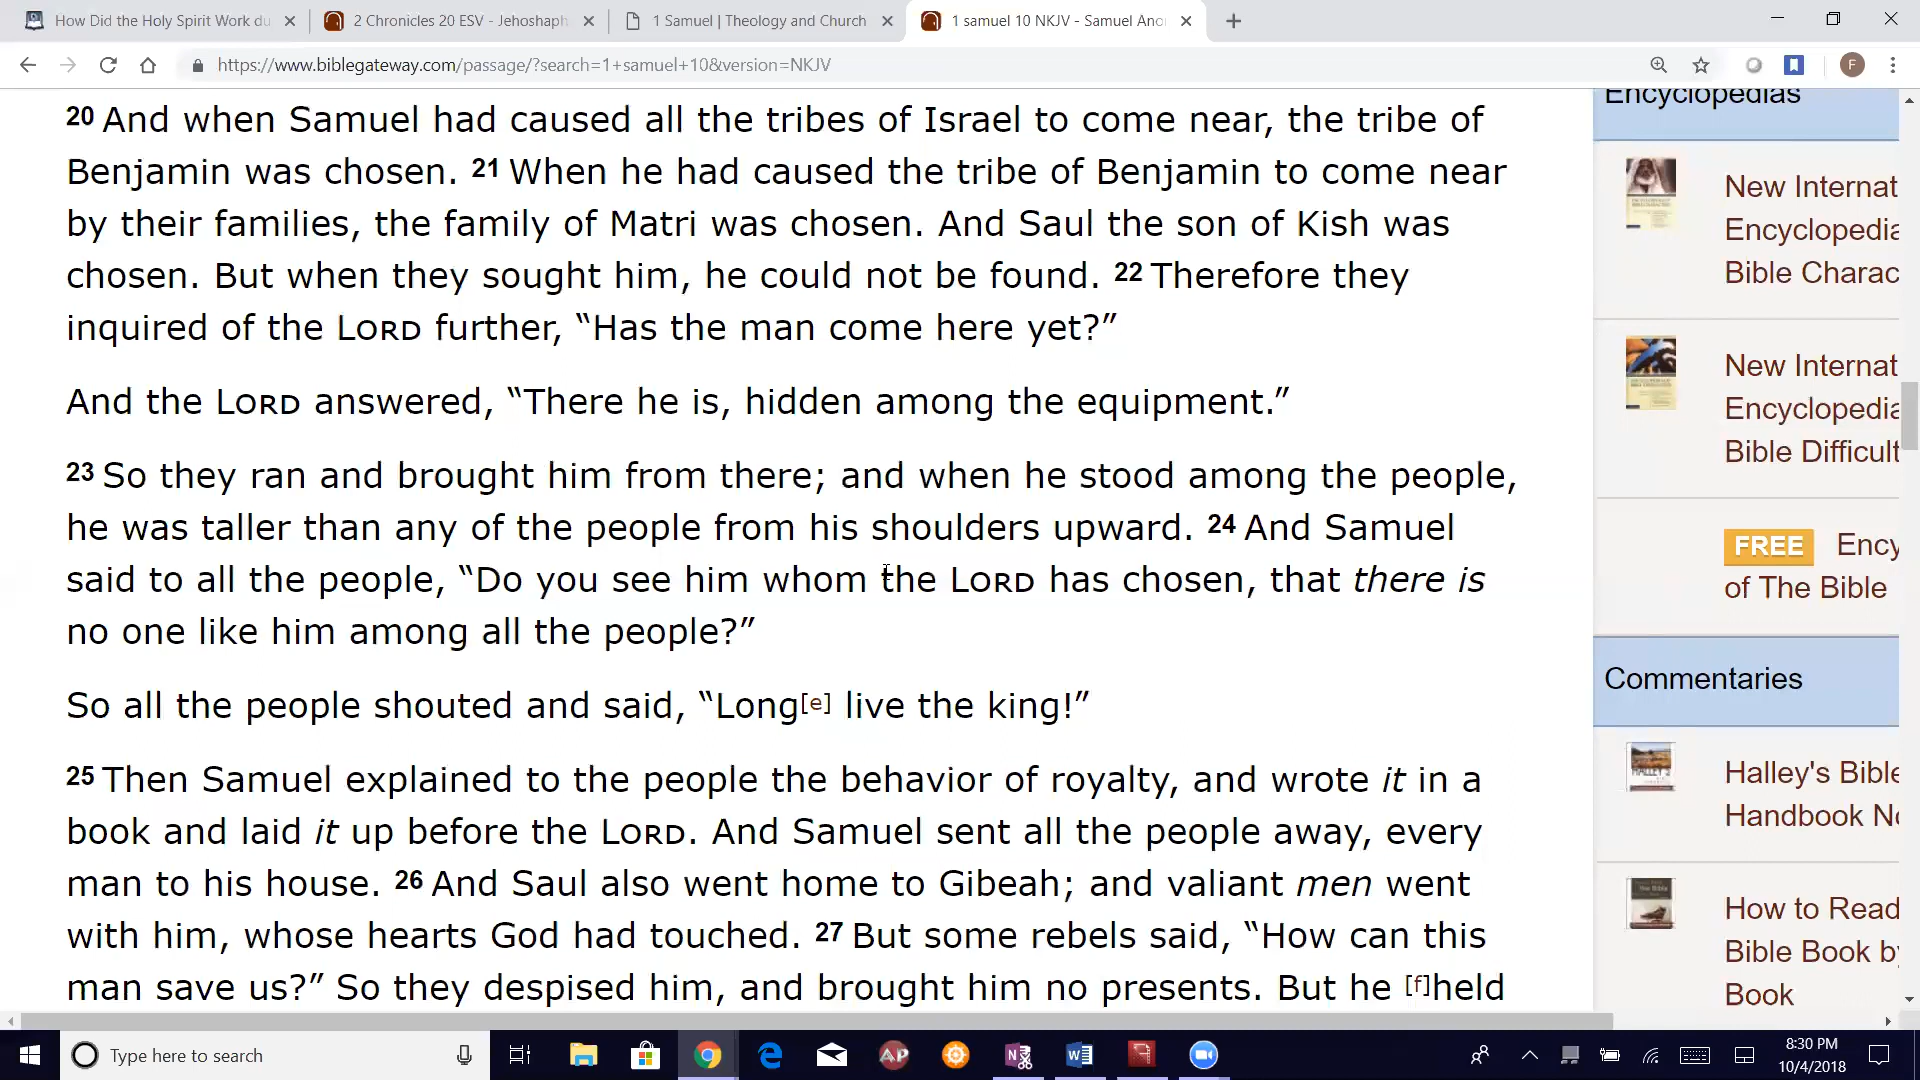 How Did the Holy Spirit Work du
2 Chronicles 20 ESV - Jehoshaph
1 Samuel | Theology and Church
1 samuel 10 NKJV - Samuel Anoi
https://www.biblegateway.com/passage/?search=1+samuel+10&version=NKJV
F
20 And when Samuel had caused all the tribes of Israel to come near, the tribe of
Benjamin was chosen. 21 When he had caused the tribe of Benjamin to come near
by their families, the family of Matri was chosen. And Saul the son of Kish was
chosen. But when they sought him, he could not be found. 22 Therefore they
inquired of the LORD further, “Has the man come here yet?”
And the LORD answered, “There he is, hidden among the equipment.”
23 So they ran and brought him from there; and when he stood among the people,
he was taller than any of the people from his shoulders upward. 24 And Samuel
said to all the people, “Do you see him whom the LORD has chosen, that there is
no one like him among all the people?”
So all the people shouted and said, “Long[e] live the king!”
25 Then Samuel explained to the people the behavior of royalty, and wrote it in a
book and laid it up before the LORD. And Samuel sent all the people away, every
man to his house. 26 And Saul also went home to Gibeah; and valiant men went
with him, whose hearts God had touched. 27 But some rebels said, “How can this
man save us?” So they despised him, and brought him no presents. But he [f]held
Encyclopedias
New Internat
Encyclopedia
Bible Charac
New Internat
Encyclopedia
Bible Difficult
FREE Ency
of The Bible
Commentaries
HALLEY'S
Halley's Bible
Handbook No
How to Read
Bible Book by
Book
Type here to search
AP
8:30 PM
10/4/2018